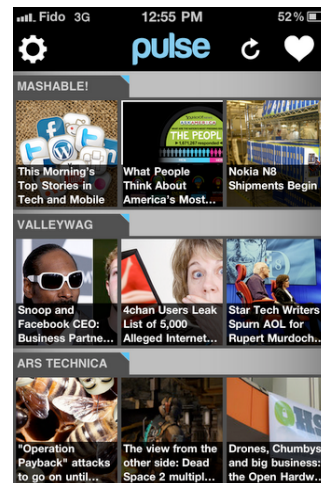 Fido 3G 12:55 PM 52%
pulse
MASHABLE!
This Morning's
Top Stories in
Tech and Mobile
THE PEOPL
What People
Think About
America's Most...
Nokia N8
Shipments Begin
VALLEYWAG
Snoop and
Facebook CEO:
Business Partne...
4chan Users Leak
List of 5,000
Alleged Internet...
Star Tech Writers
Spurn AOL for
Rupert Murdoch...
ARS TECHNICA
"Operation
Payback" attacks
to go on until...
The view from the
other side: Dead
Space 2 multipl...
Drones, Chumbys
and big business:
the Open Hardw...